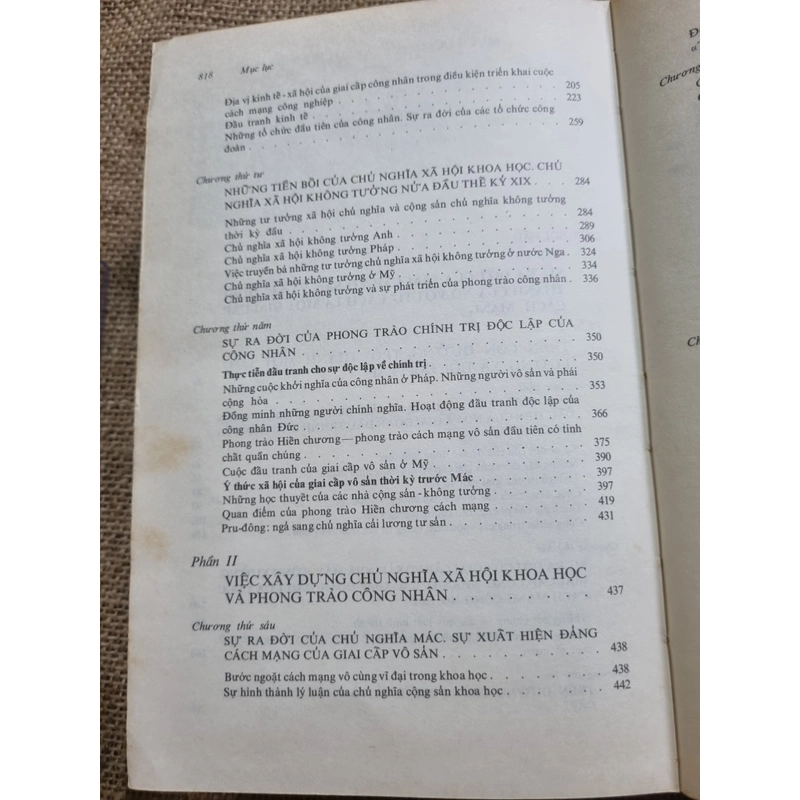 818 Mục lục
Địa vị kinh tế - xã hội của giai cấp công nhân trong điều kiện triển khai cuộc
cách mạng công nghiệp . . . . . . . . . . . . 205
Đấu tranh kinh tế . . . . . . . . . . . . 223
Những tổ chức đầu tiên của công nhân. Sự ra đời của các tổ chức công
đoàn . . . . . . . . . . . . 259
Chương thứ tư
NHỮNG TIỀN BỐI CỦA CHỦ NGHĨA XÃ HỘI KHOA HỌC. CHỦ
NGHĨA XÃ HỘI KHÔNG TƯỞNG NỬA ĐẦU THẾ KỶ XIX . . . 284
Những tư tưởng xã hội chủ nghĩa và cộng sản chủ nghĩa không tưởng
thời kỳ đầu . . . . . . . . . . . . 284
Chủ nghĩa xã hội không tưởng Anh . . . . . . . . 289
Chủ nghĩa xã hội không tưởng Pháp . . . . . . . . 306
Việc truyền bá những tư tưởng chủ nghĩa xã hội không tưởng ở nước Nga . 324
Chủ nghĩa xã hội không tưởng ở Mỹ . . . . . . . . 334
Chủ nghĩa xã hội không tưởng và sự phát triển của phong trào công nhân . 336
Chương thứ năm
SỰ RA ĐỜI CỦA PHONG TRÀO CHÍNH TRỊ ĐỘC LẬP CỦA
CÔNG NHÂN . . . . . . . . . . . . 350
Thực tiễn đấu tranh cho sự độc lập về chính trị . . . . . . 350
Những cuộc khởi nghĩa của công nhân ở Pháp. Những người vô sản và phái
cộng hòa . . . . . . . . . . . . 353
Đồng minh những người chính nghĩa. Hoạt động đấu tranh độc lập của
công nhân Đức . . . . . . . . . . . . 366
Phong trào Hiến chương — phong trào cách mạng vô sản đầu tiên có tính
chất quần chúng . . . . . . . . . . . . 375
Cuộc đấu tranh của giai cấp vô sản ở Mỹ . . . . . . . . 390
Ý thức xã hội của giai cấp vô sản thời kỳ trước Mác . . . . . 397
Những học thuyết của các nhà cộng sản - không tưởng . . . . . 397
Quan điểm của phong trào Hiến chương cách mạng . . . . . 419
Pru-đông: ngả sang chủ nghĩa cải lương tư sản . . . . . . 431
Phần II
VIỆC XÂY DỰNG CHỦ NGHĨA XÃ HỘI KHOA HỌC
VÀ PHONG TRÀO CÔNG NHÂN . . . . . . . 437
Chương thứ sáu
SỰ RA ĐỜI CỦA CHỦ NGHĨA MÁC. SỰ XUẤT HIỆN ĐẢNG
CÁCH MẠNG CỦA GIAI CẤP VÔ SẢN . . . . . . . 438
Bước ngoặt cách mạng vô cùng vĩ đại trong khoa học . . . . . 438
Sự hình thành lý luận của chủ nghĩa cộng sản khoa học . . . . 442